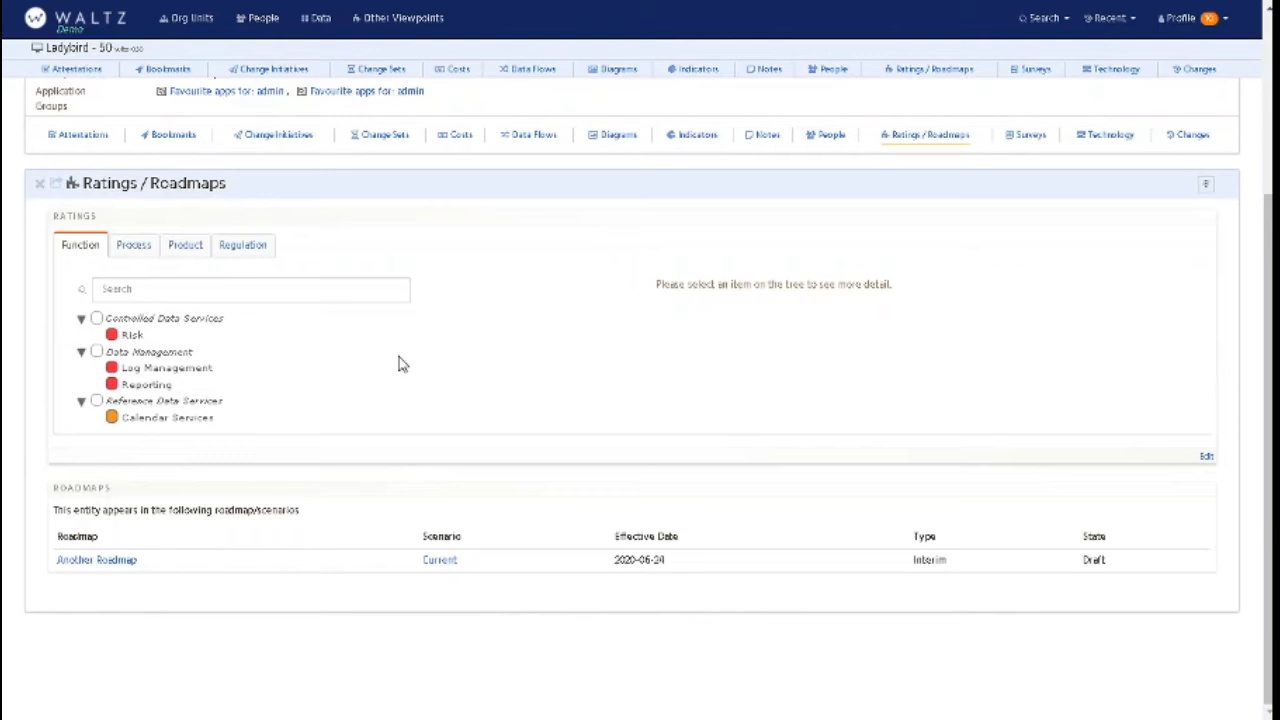 WALTZ Org Units People Data Other Viewpoints Search Recent Profile 10
Demo
Ladybird - 50
Attestations Bookmarks Change Initiatives Change Sets Costs Data Flows Diagrams Indicators Notes People Ratings / Roadmaps Surveys Technology Changes
Application Groups Favourite apps for: admin , Favourite apps for: admin
Attestations Bookmarks Change Initiatives Change Sets Costs Data Flows Diagrams Indicators Notes People Ratings / Roadmaps Surveys Technology Changes
Ratings / Roadmaps
RATINGS
Function Process Product Regulation
Search
Please select an item on the tree to see more detail.
Controlled Data Services
Risk
Data Management
Log Management
Reporting
Reference Data Services
Calendar Services
Edit
ROADMAPS
This entity appears in the following roadmap/scenarios
Roadmap Scenario Effective Date Type State
Another Roadmap Current 2020-06-24 Interim Draft